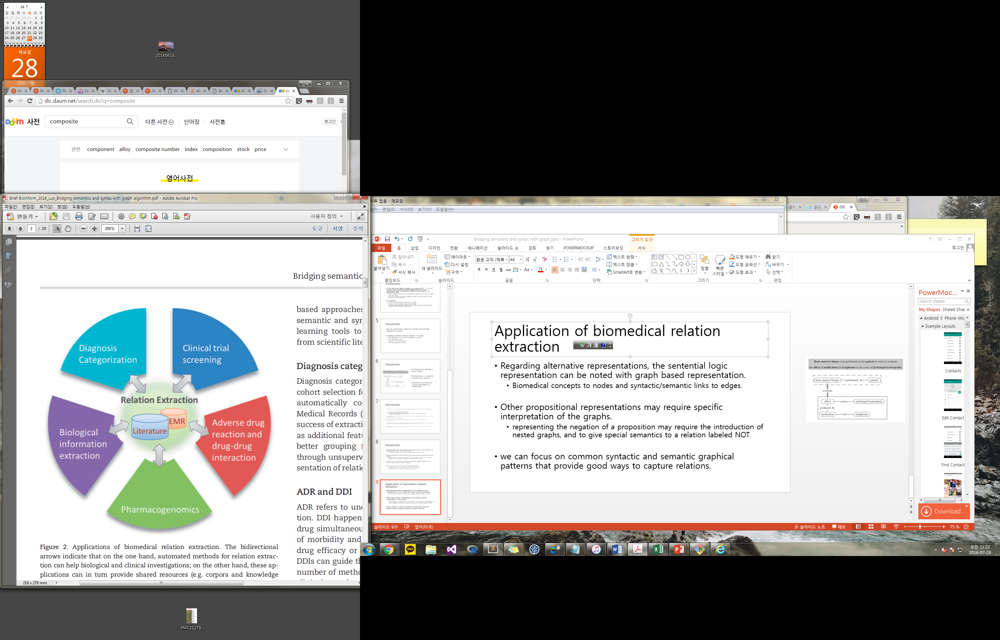 16 7
일 월 화 수 목 금 토
26 27 28 29 30 1 2
3 4 5 6 7 8 9
10 11 12 13 14 15 16
17 18 19 20 21 22 23
24 25 26 27 28 29 30
목요일
28
20160614...
민석
dic.daum.net/search.do?q=composite
Daum 사전
composite
다른 사전
단어장
사전홈
로그인
관련 component alloy composite number index composition stock price
영어사전
Brief Bioinform_2016_Luo_Bridging semantics and syntax with graph algorithm.pdf - Adobe Acrobat Pro
파일(F) 편집(E) 보기(V) 창(W) 도움말(H)
만들기
사용자 정의
3 / 19
200%
도구 서명 주석
Bridging semantic
Diagnosis
Categorization
Clinical trial
screening
Relation Extraction
EMR
Literature
Biological
information
extraction
Adverse drug
reaction and
drug-drug
interaction
Pharmacogenomics
Figure 2. Applications of biomedical relation extraction. The bidirectional
arrows indicate that on the one hand, automated methods for relation extrac-
tion can help biological and clinical investigations; on the other hand, these ap-
plications can in turn provide shared resources (e.g. corpora and knowledge
based approaches
semantic and syn
learning tools to
from scientific lite
Diagnosis categ
Diagnosis categor
cohort selection fo
automatically co
Medical Records (
success of extracti
as additional featu
better grouping f
through unsuperv
sentation of relati
ADR and DDI
ADR refers to une
tion. DDI happen
drug simultaneou
of morbidity and
drug efficacy or
DDIs can guide th
number of metho
216 x 279 mm
PMC31279...
제목 없음 - 메모장
편집(E) 서식(O) 보기(V) 도움말(H)
민석
글리
맑은
Git
Bridging semantics and syntax with graph.pptx - PowerPoint
그리기 도구
파일 홈 삽입 디자인 전환 애니메이션 슬라이드 쇼 검토 보기 POWERMOCKUP 스토리보딩 서식
로그인
붙여넣기
잘라내기
복사
서식 복사
클립보드
새 슬라이드
레이아웃
다시 설정
구역
슬라이드
맑은 고딕 (제목
44
글꼴
텍스트 방향
텍스트 맞춤
SmartArt로 변환
단락
정렬
빠른
스타일
도형 채우기
도형 윤곽선
도형 효과
그리기
찾기
바꾸기
선택
편집
Introduction
5
Introduction
6
Introduction
7
Introduction
8
Introduction
9
Application of biomedical relation
extraction
Application of biomedical relation
extraction
가 漢
• Regarding alternative representations, the sentential logic
representation can be noted with graph based representation.
• Biomedical concepts to nodes and syntactic/semantic links to edges.
• Other propositional representations may require specific
interpretation of the graphs.
• representing the negation of a proposition may require the introduction of
nested graphs, and to give special semantics to a relation labeled NOT.
• we can focus on common syntactic and semantic graphical
patterns that provide good ways to capture relations.
Bone marrow biopsy was performed on the patient in order to evaluate
the effect of medication for lymphoma as the cause of prolonged neutropenia.
bone marrow biopsy performed_on patient
evaluate
effect cause prolonged neutropenia
produced_by
medication for lymphoma
PowerMoc...
Search shapes
My Shapes Shared Sha
Android 5 Phone Mo
Example Layouts
Contacts
Edit Contact
Find Contact
Download..
슬라이드 9/9
영어(미국)
슬라이드 노트
메모
75 %
TALK
오전 11:32
2016-07-28